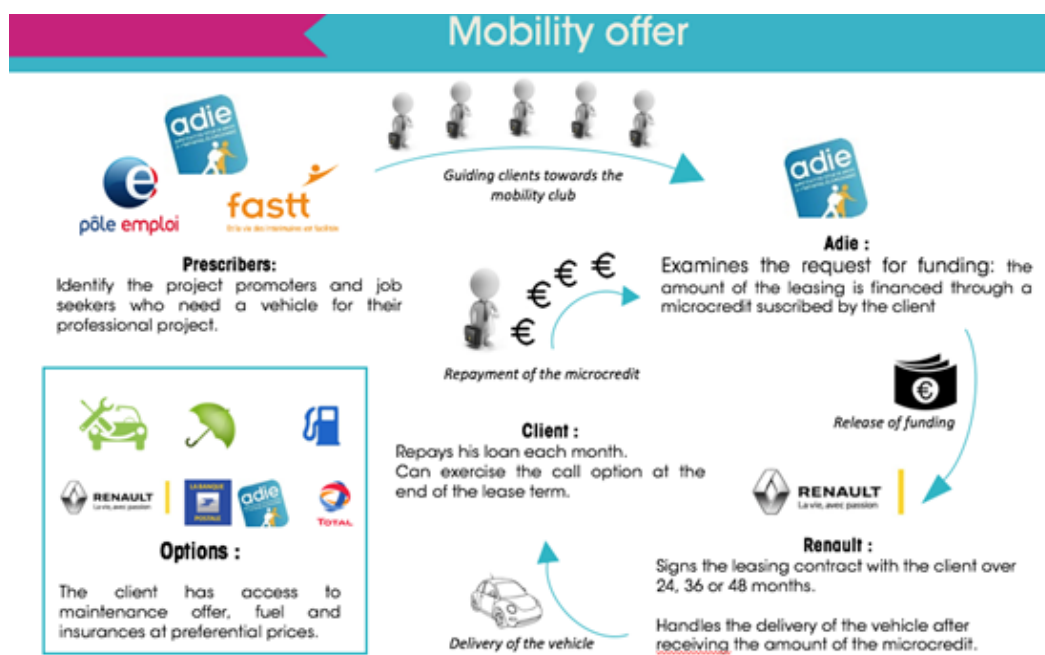 Mobility offer
adie
pôle emploi
fastt
Prescribers:
Identify the project promoters and job
seekers who need a vehicle for their
professional project.
Guiding clients towards the
mobility club
adie
Adie :
Examines the request for funding: the
amount of the leasing is financed through a
microcredit suscribed by the client
€ € € €
Repayment of the microcredit
€
Release of funding
Client :
Repays his loan each month.
Can exercise the call option at the
end of the lease term.
RENAULT
La vie, avec passion
Renault :
Signs the leasing contract with the client over
24, 36 or 48 months.
Handles the delivery of the vehicle after
receiving the amount of the microcredit.
Delivery of the vehicle
RENAULT
La vie, avec passion
LA BANQUE
POSTALE
adie
TOTAL
Options :
The client has access to
maintenance offer, fuel and
insurances at preferential prices.